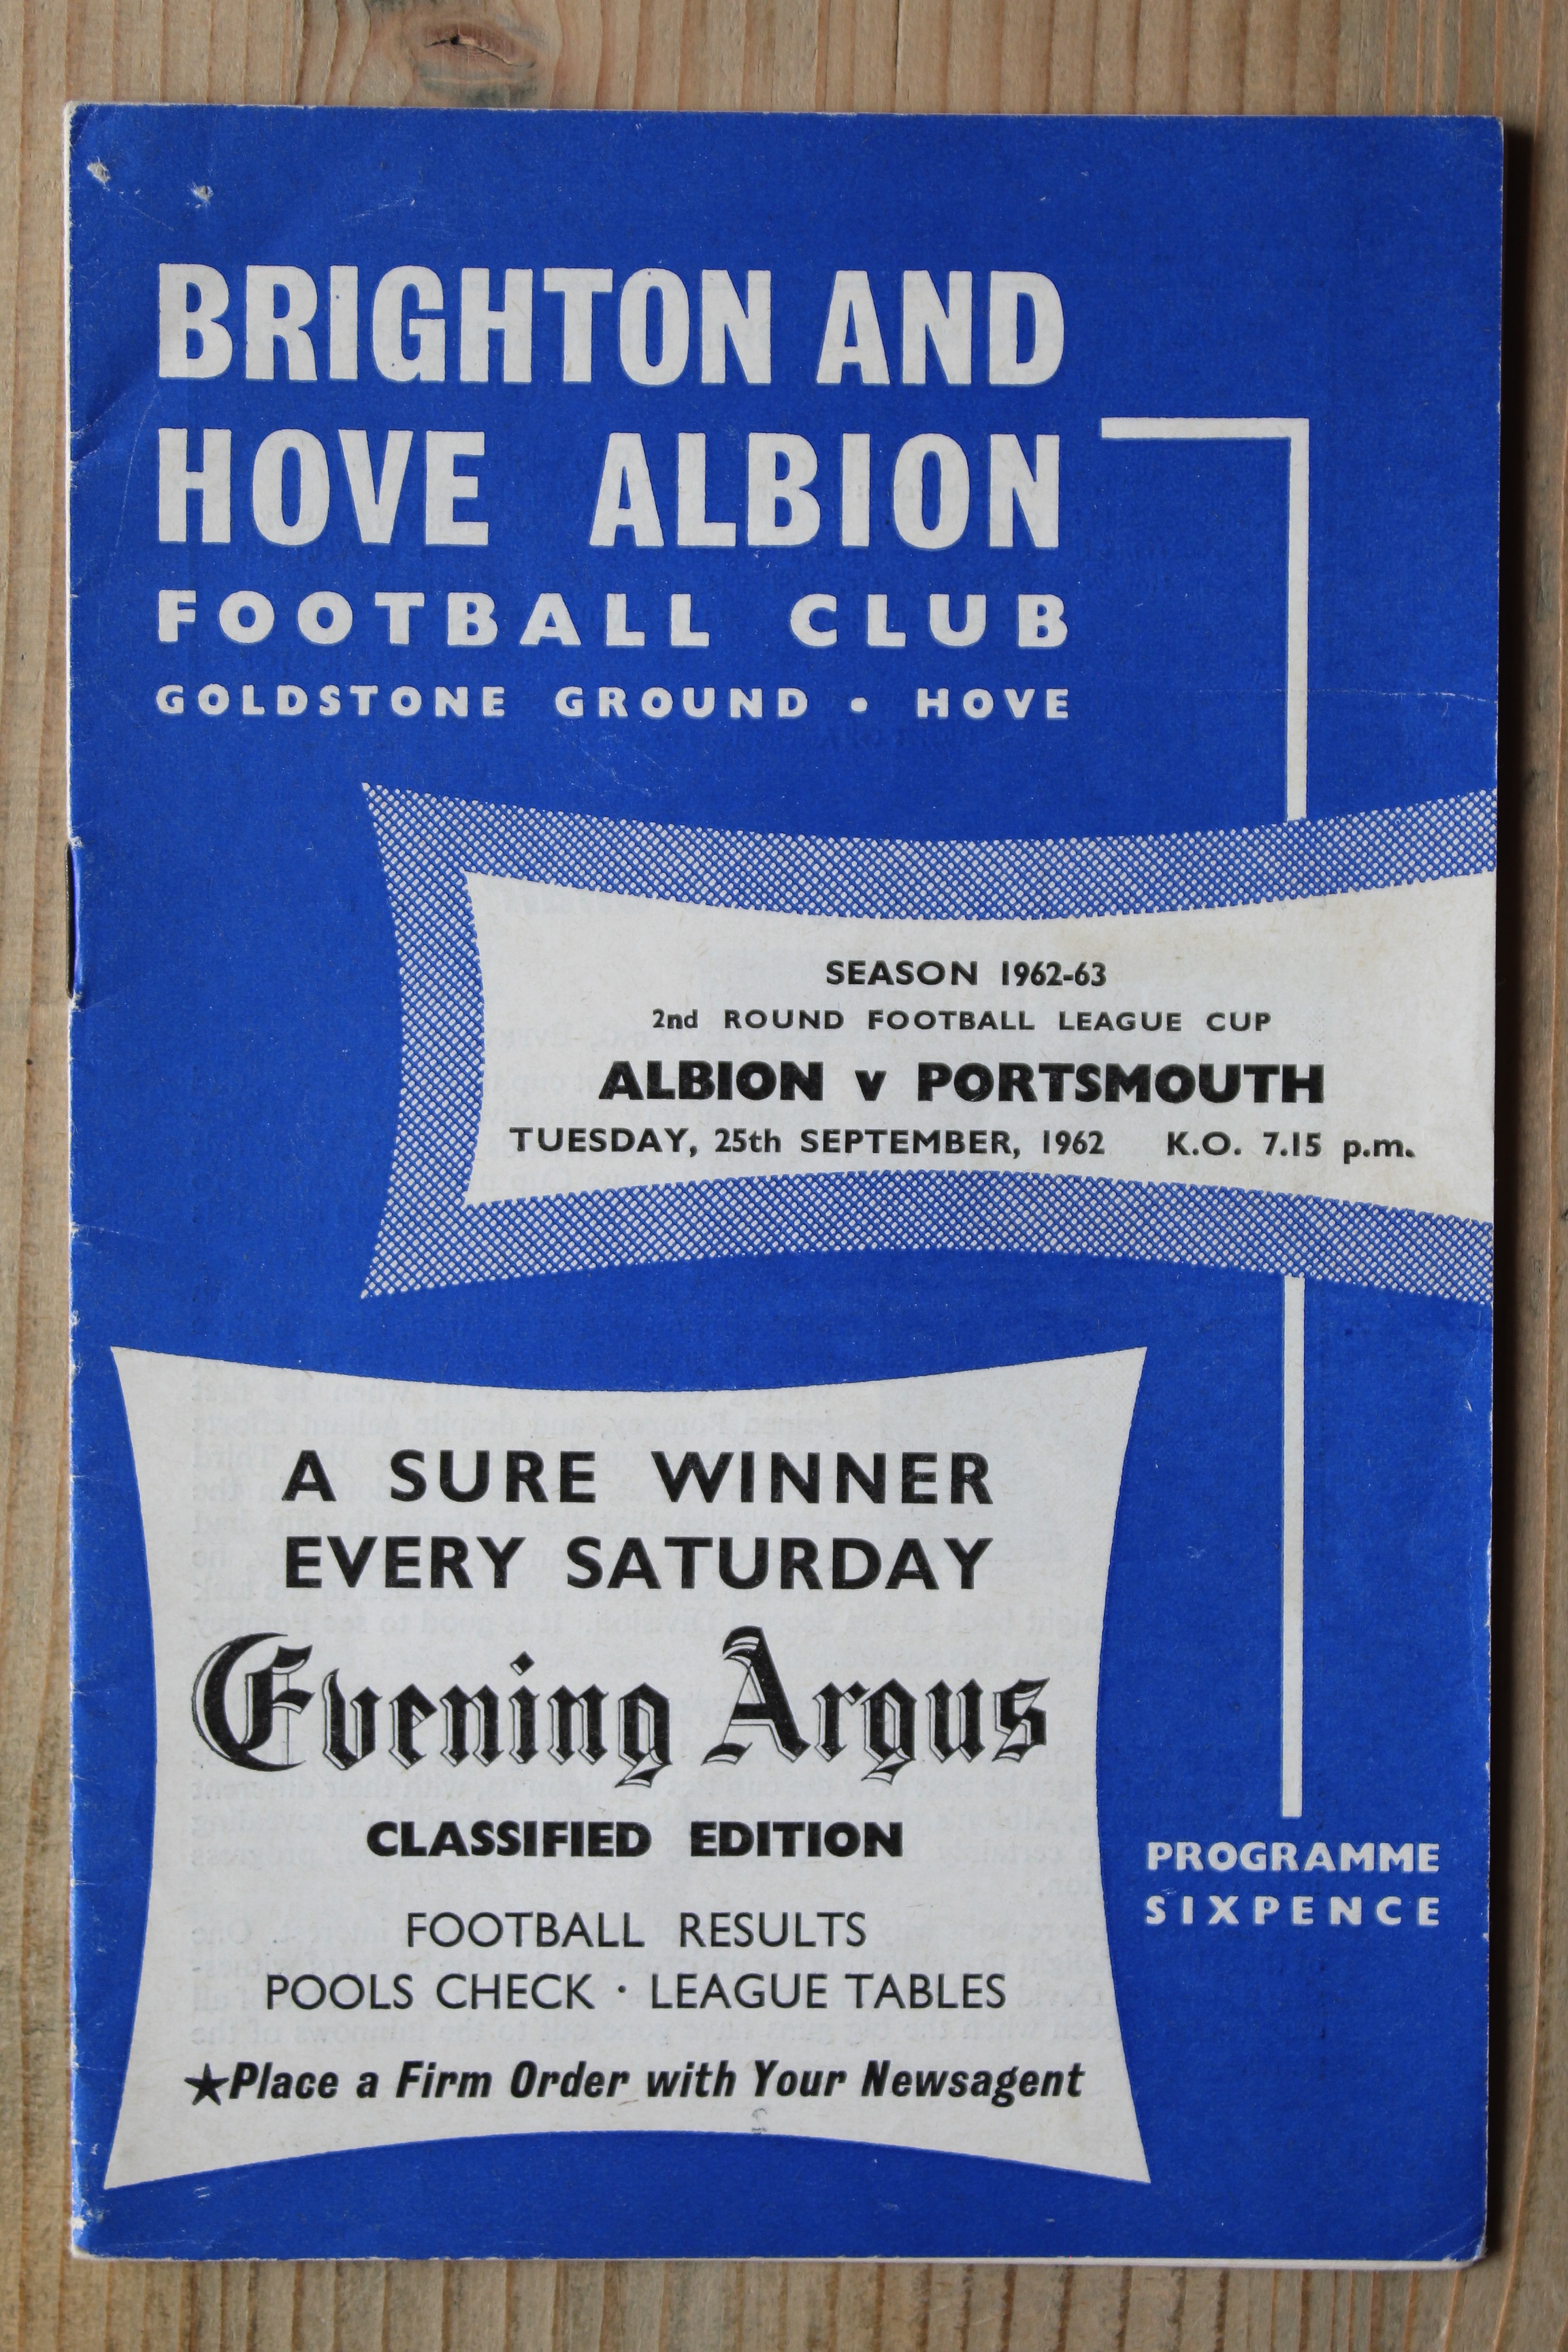 BRIGHTON AND
HOVE ALBION
FOOTBALL CLUB
GOLDSTONE GROUND · HOVE
SEASON 1962-63
2nd ROUND FOOTBALL LEAGUE CUP
ALBION v PORTSMOUTH
TUESDAY, 25th SEPTEMBER, 1962 K.O. 7.15 p.m.
A SURE WINNER
EVERY SATURDAY
Evening Argus
CLASSIFIED EDITION
FOOTBALL RESULTS
POOLS CHECK · LEAGUE TABLES
★Place a Firm Order with Your Newsagent
PROGRAMME
SIXPENCE